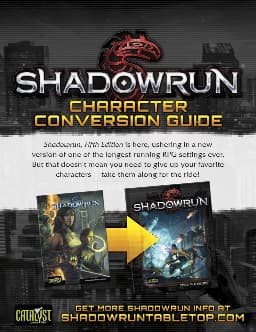 SHADOWRUN
CHARACTER
CONVERSION GUIDE
Shadowrun, Fifth Edition is here, ushering in a new
version of one of the longest running RPG settings ever.
But that doesn't mean you need to give up your favorite
characters — take them along for the ride!
SHADOWRUN
SHADOWRUN
CATALYST
GET MORE SHADOWRUN INFO AT
SHADOWRUNTABLETOP.COM